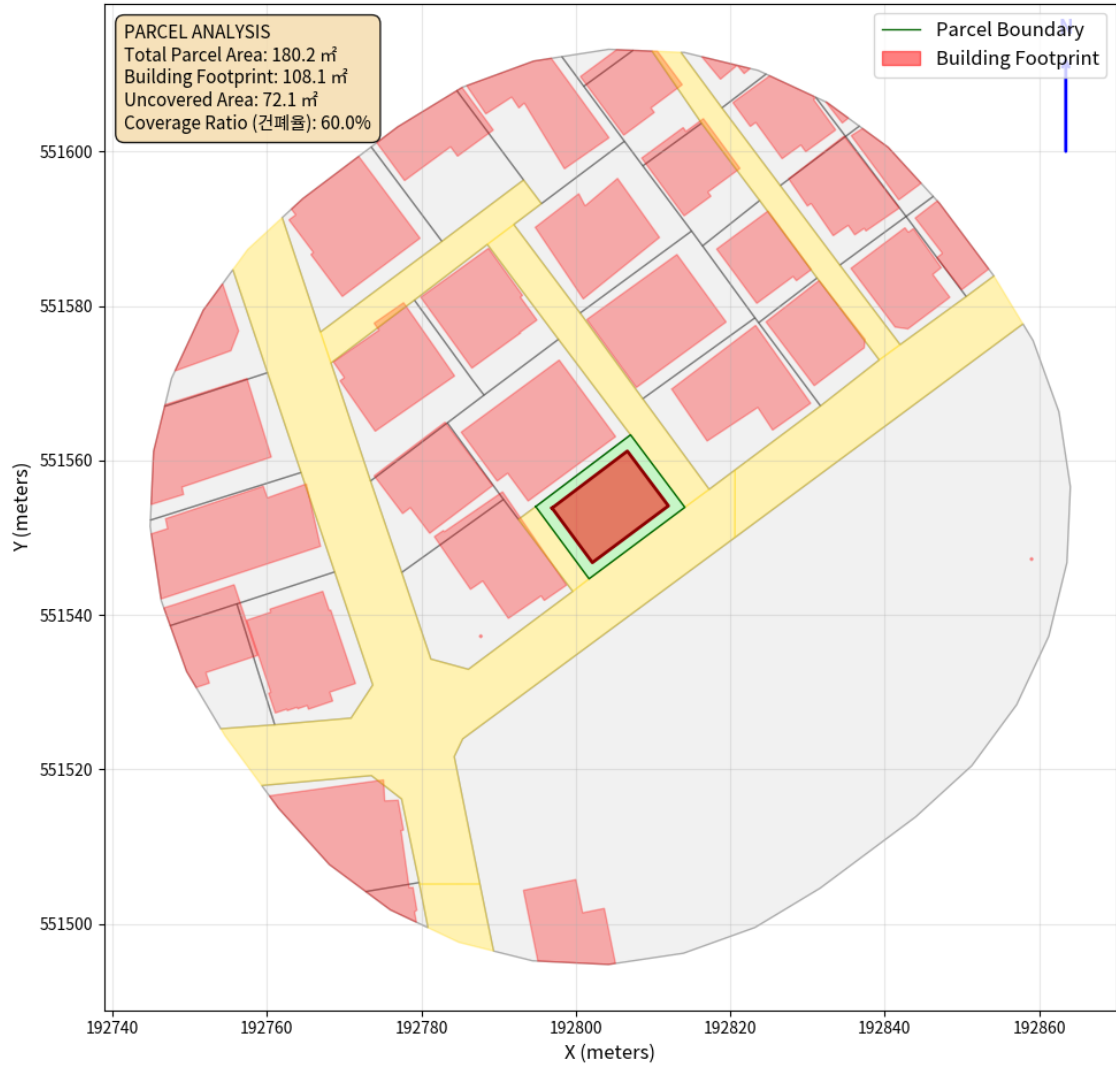 PARCEL ANALYSIS
Total Parcel Area: 180.2 ㎡
Building Footprint: 108.1 ㎡
Uncovered Area: 72.1 ㎡
Coverage Ratio (건폐율): 60.0%
N
Parcel Boundary
Building Footprint
551600
551580
551560
551540
551520
551500
Y (meters)
192740
192760
192780
192800
192820
192840
192860
X (meters)